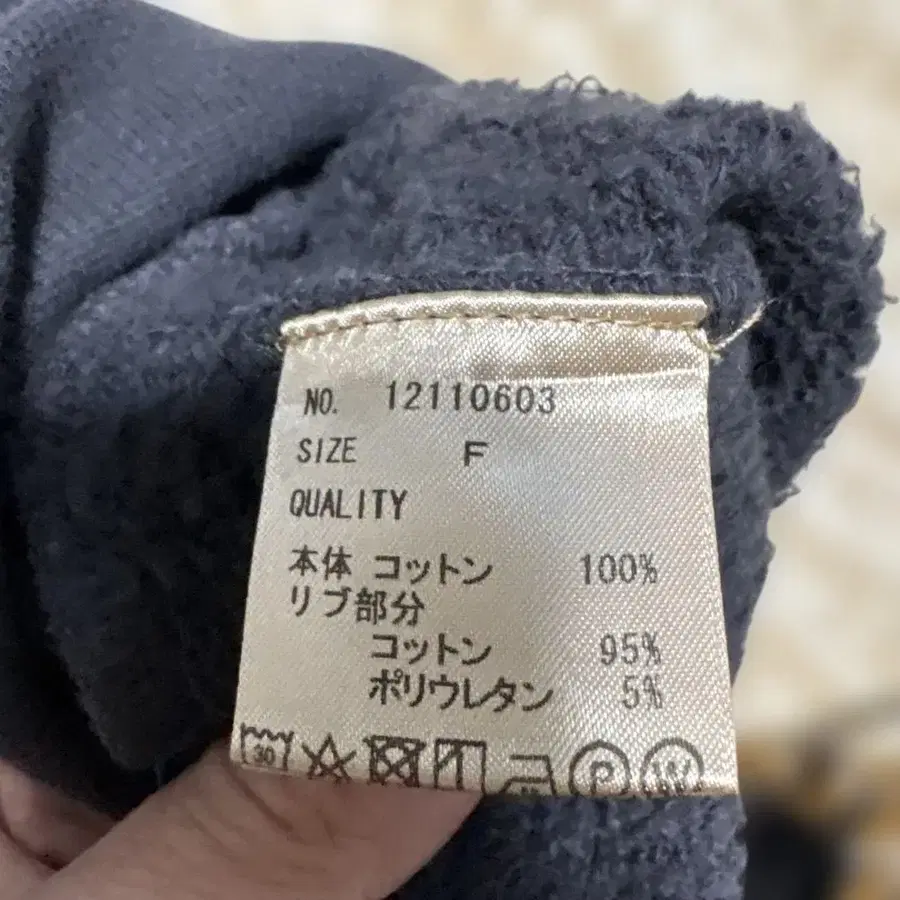 NO. 12110603
SIZE F
QUALITY
本体 コットン 100%
リブ部分
コットン 95%
ポリウレタン 5%
30 P W